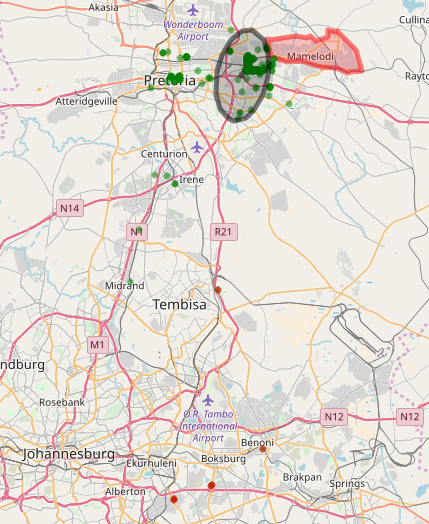 Akasia
Cullina
Wonderboom
Airport
Mamelodi
Pretoria
Rayto
Atteridgeville
Centurion
Irene
N14
N1
R21
Midrand
Tembisa
M1
ndburg
Rosebank
O.R. Tambo
International
Airport
N12
N12
Benoni
Johannesburg
Ekurhuleni
Boksburg
Brakpan
Springs
Alberton